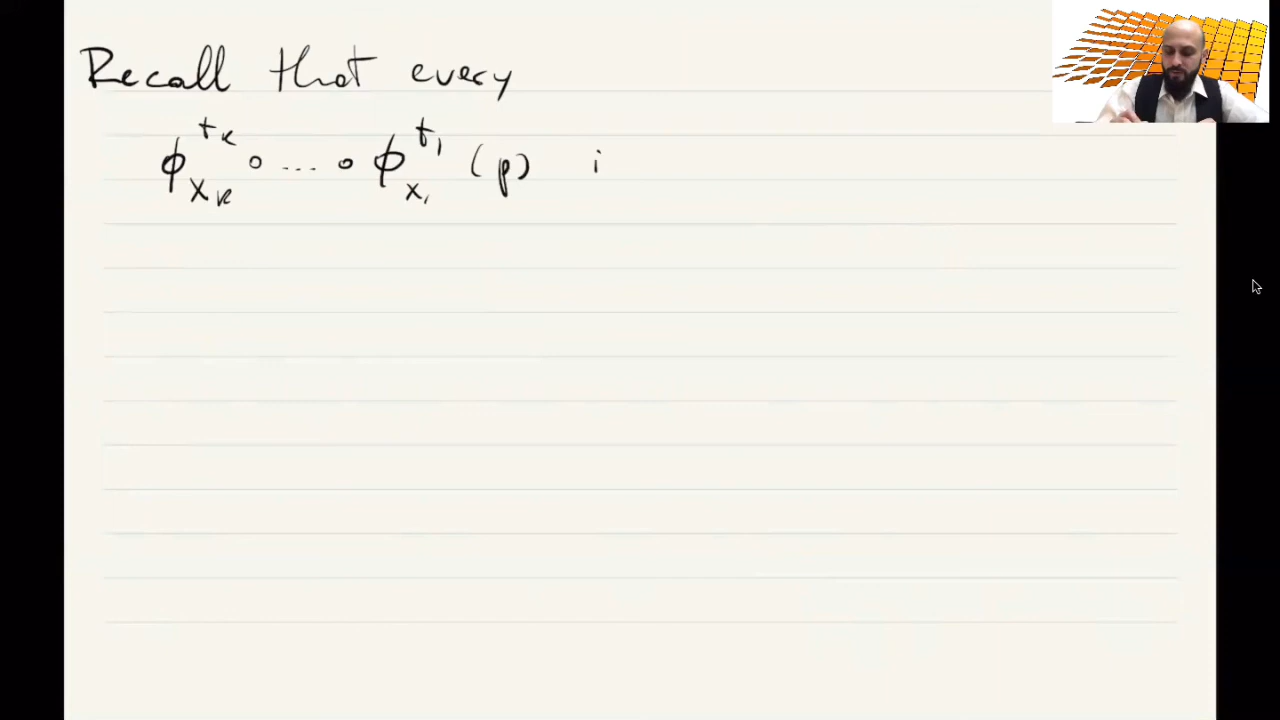 Recall that every
ϕ_{X_k}^{t_k} ∘ ... ∘ ϕ_{X_1}^{t_1} (p) i